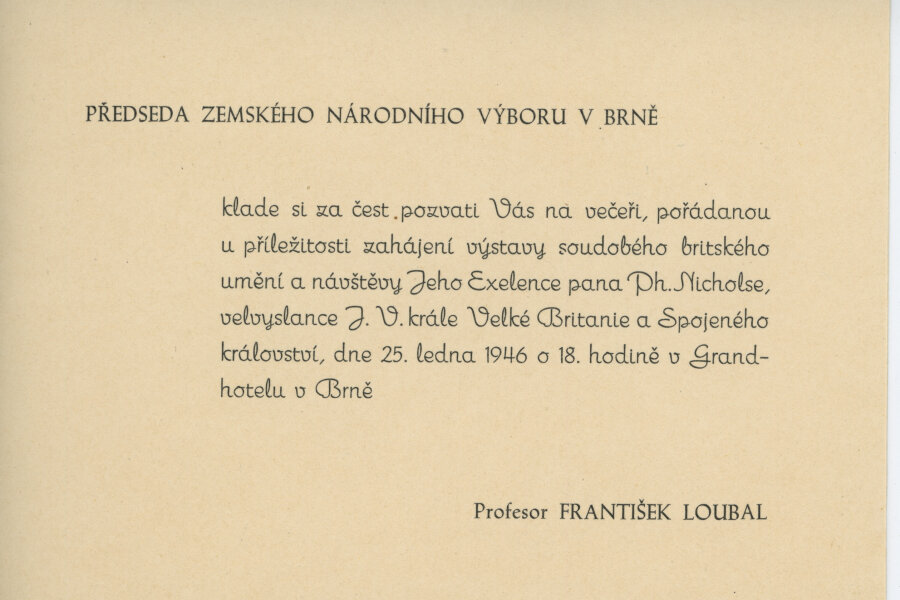 PŘEDSEDA ZEMSKÉHO NÁRODNÍHO VÝBORU V BRNĚ
klade si za čest pozvati Vás na večeři, pořádanou
u příležitosti zahájení výstavy soudobého britského
umění a návštěvy Jeho Exelence pana Ph. Nicholse,
velvyslance J. V. krále Velké Britanie a Spojeného
království, dne 25. ledna 1946 o 18. hodině v Grand-
hotelu v Brně
Profesor FRANTIŠEK LOUBAL